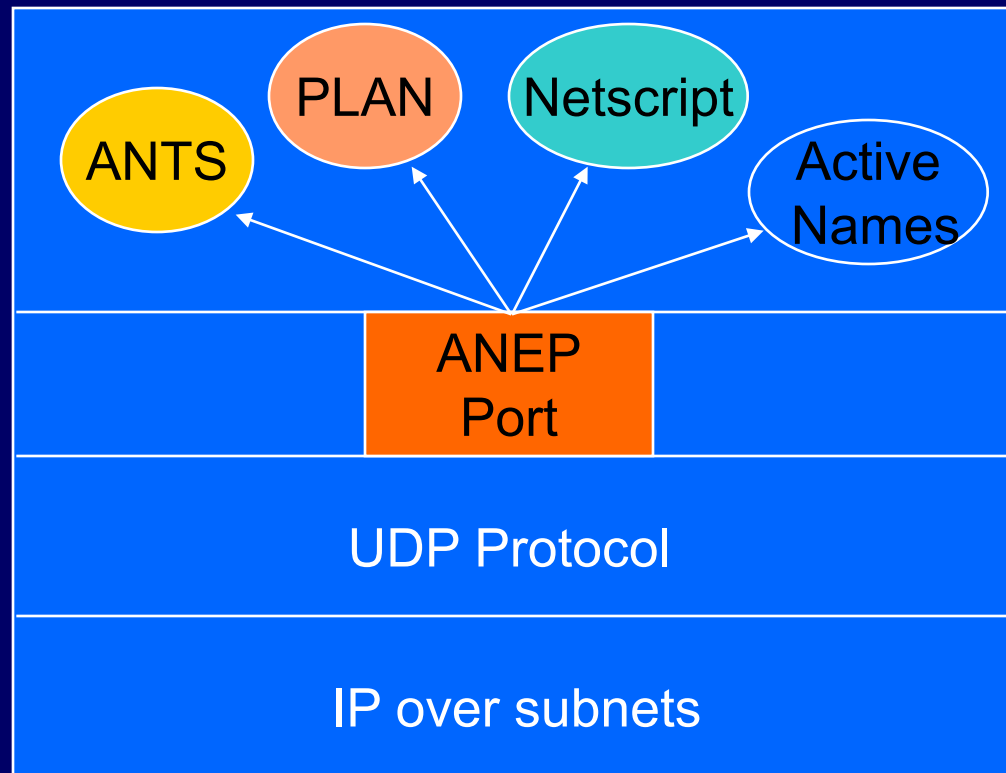 ANTS
PLAN
Netscript
Active
Names
ANEP
Port
UDP Protocol
IP over subnets